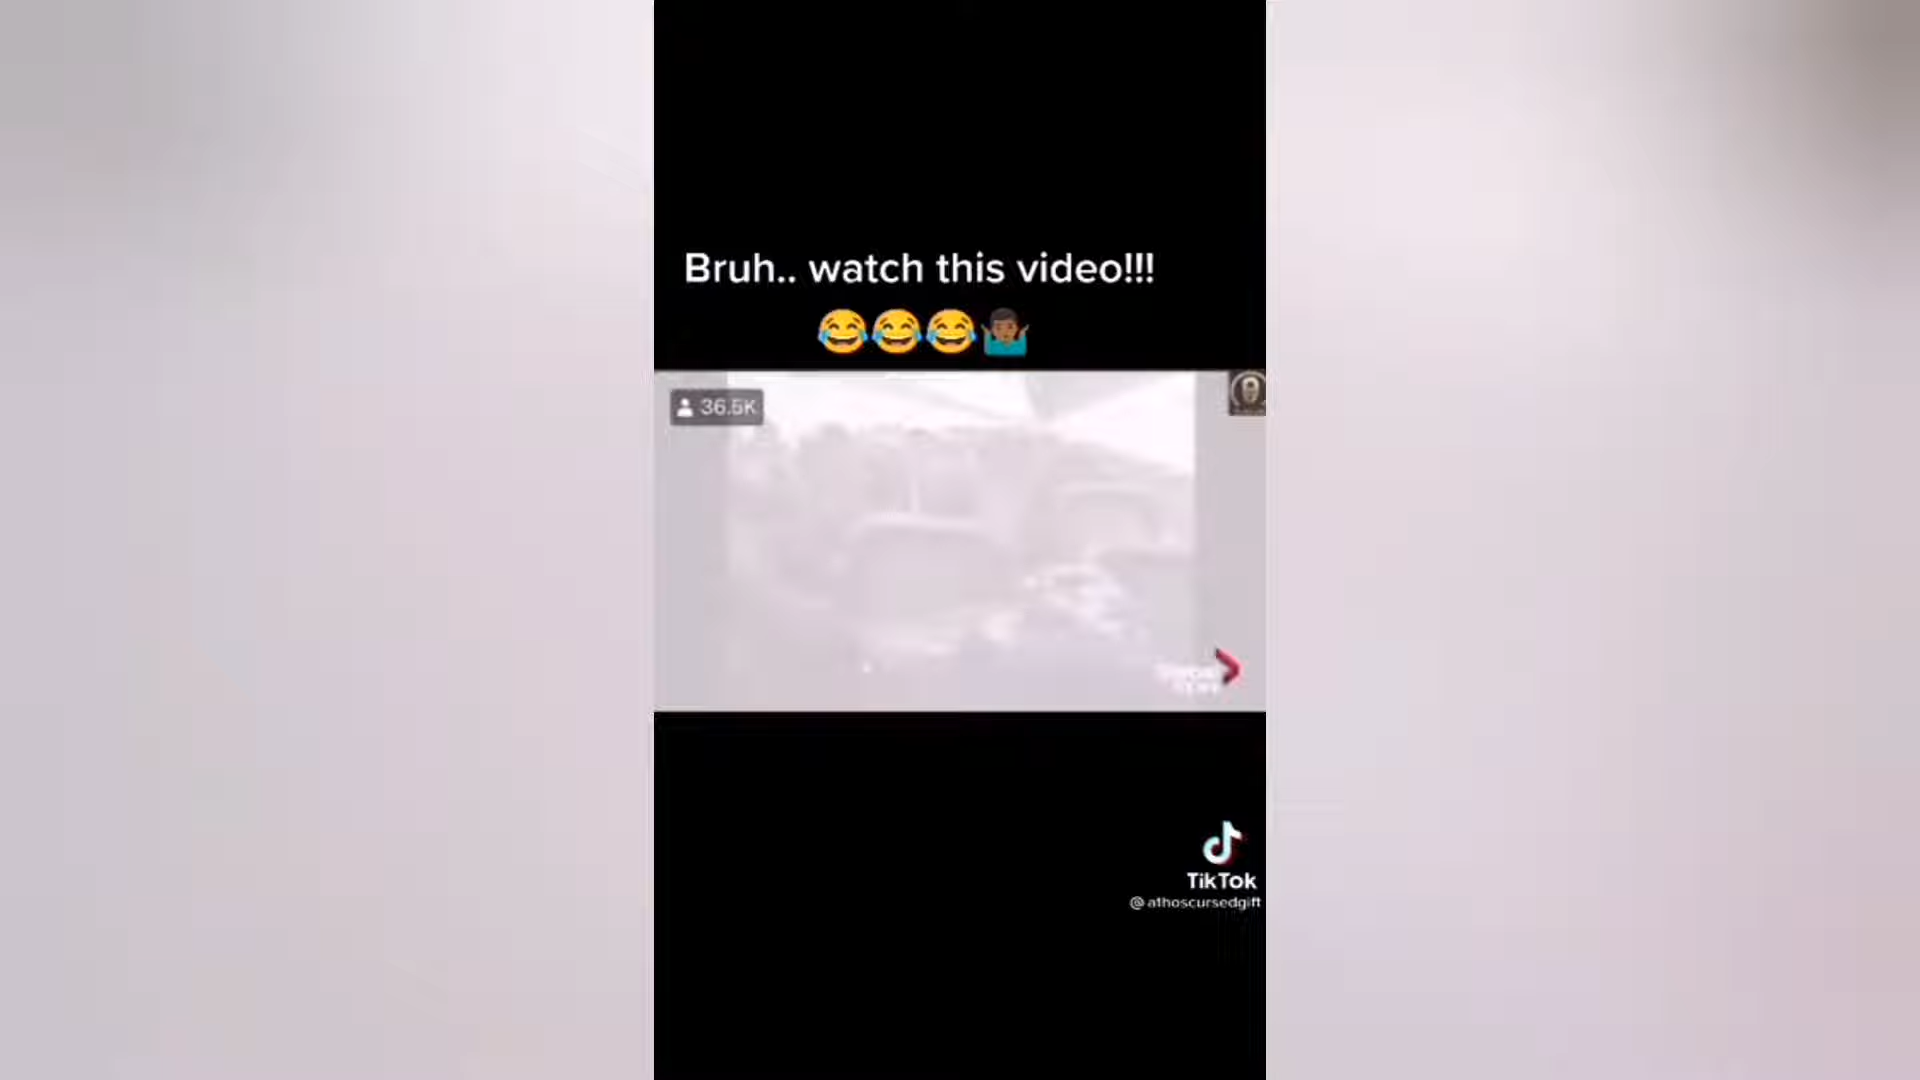 Bruh.. watch this video!!!
😂😂😂🤷🏾‍♂️
36.5K
TikTok
@athoscursedgift